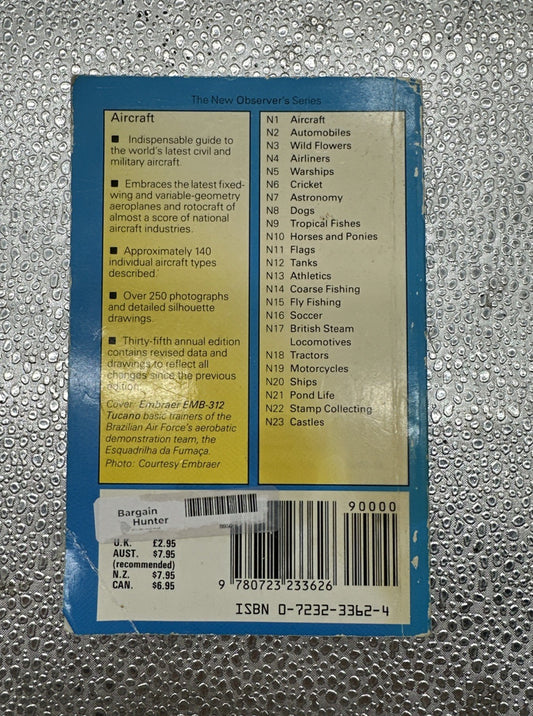 The New Observer's Series
Aircraft
■ Indispensable guide to
the world's latest civil and
military aircraft.
■ Embraces the latest fixed-
wing and variable-geometry
aeroplanes and rotocraft of
almost a score of national
aircraft industries.
■ Approximately 140
individual aircraft types
described.
■ Over 250 photographs
and detailed silhouette
drawings.
■ Thirty-fifth annual edition
contains revised data and
drawings to reflect all
changes since the previous
edition.
Cover: Embraer EMB-312
Tucano basic trainers of the
Brazilian Air Force's aerobatic
demonstration team, the
Esquadrilha da Fumaça.
Photo: Courtesy Embraer
N1 Aircraft
N2 Automobiles
N3 Wild Flowers
N4 Airliners
N5 Warships
N6 Cricket
N7 Astronomy
N8 Dogs
N9 Tropical Fishes
N10 Horses and Ponies
N11 Flags
N12 Tanks
N13 Athletics
N14 Coarse Fishing
N15 Fly Fishing
N16 Soccer
N17 British Steam
Locomotives
N18 Tractors
N19 Motorcycles
N20 Ships
N21 Pond Life
N22 Stamp Collecting
N23 Castles
Bargain
Hunter
U.K. £2.95
AUST. $7.95
(recommended)
N.Z. $7.95
CAN. $6.95
90000
9 780723 233626
ISBN 0-7232-3362-4